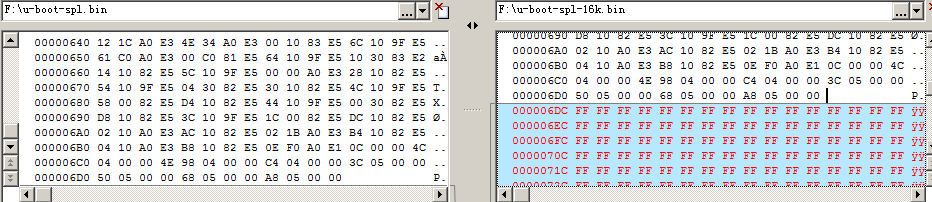 F:\u-boot-spl.bin
00000640 12 1C A0 E3 4E 34 A0 E3 00 10 83 E5 6C 10 9F E5 ..
00000650 61 C0 A0 E3 00 C0 81 E5 64 10 9F E5 10 30 83 E2 aÀ
00000660 14 10 82 E5 5C 10 9F E5 00 00 A0 E3 28 10 82 E5 ..
00000670 54 10 9F E5 04 30 82 E5 30 10 82 E5 4C 10 9F E5 T.
00000680 58 00 82 E5 D4 10 82 E5 44 10 9F E5 00 30 82 E5 X.
00000690 D8 10 82 E5 3C 10 9F E5 1C 00 82 E5 DC 10 82 E5 Ø.
000006A0 02 10 A0 E3 AC 10 82 E5 02 1B A0 E3 B4 10 82 E5 ..
000006B0 04 10 A0 E3 B8 10 82 E5 0E F0 A0 E1 0C 00 00 4C ..
000006C0 04 00 00 4E 98 04 00 00 C4 04 00 00 3C 05 00 00 ..
000006D0 50 05 00 00 68 05 00 00 A8 05 00 00 P.
F:\u-boot-spl-16k.bin
00000690 D8 10 82 E5 3C 10 9F E5 1C 00 82 E5 DC 10 82 E5 Ø.
000006A0 02 10 A0 E3 AC 10 82 E5 02 1B A0 E3 B4 10 82 E5 ..
000006B0 04 10 A0 E3 B8 10 82 E5 0E F0 A0 E1 0C 00 00 4C ..
000006C0 04 00 00 4E 98 04 00 00 C4 04 00 00 3C 05 00 00 ..
000006D0 50 05 00 00 68 05 00 00 A8 05 00 00 P.
000006DC FF FF FF FF FF FF FF FF FF FF FF FF FF FF FF FF ÿÿ
000006EC FF FF FF FF FF FF FF FF FF FF FF FF FF FF FF FF ÿÿ
000006FC FF FF FF FF FF FF FF FF FF FF FF FF FF FF FF FF ÿÿ
0000070C FF FF FF FF FF FF FF FF FF FF FF FF FF FF FF FF ÿÿ
0000071C FF FF FF FF FF FF FF FF FF FF FF FF FF FF FF FF ÿÿ